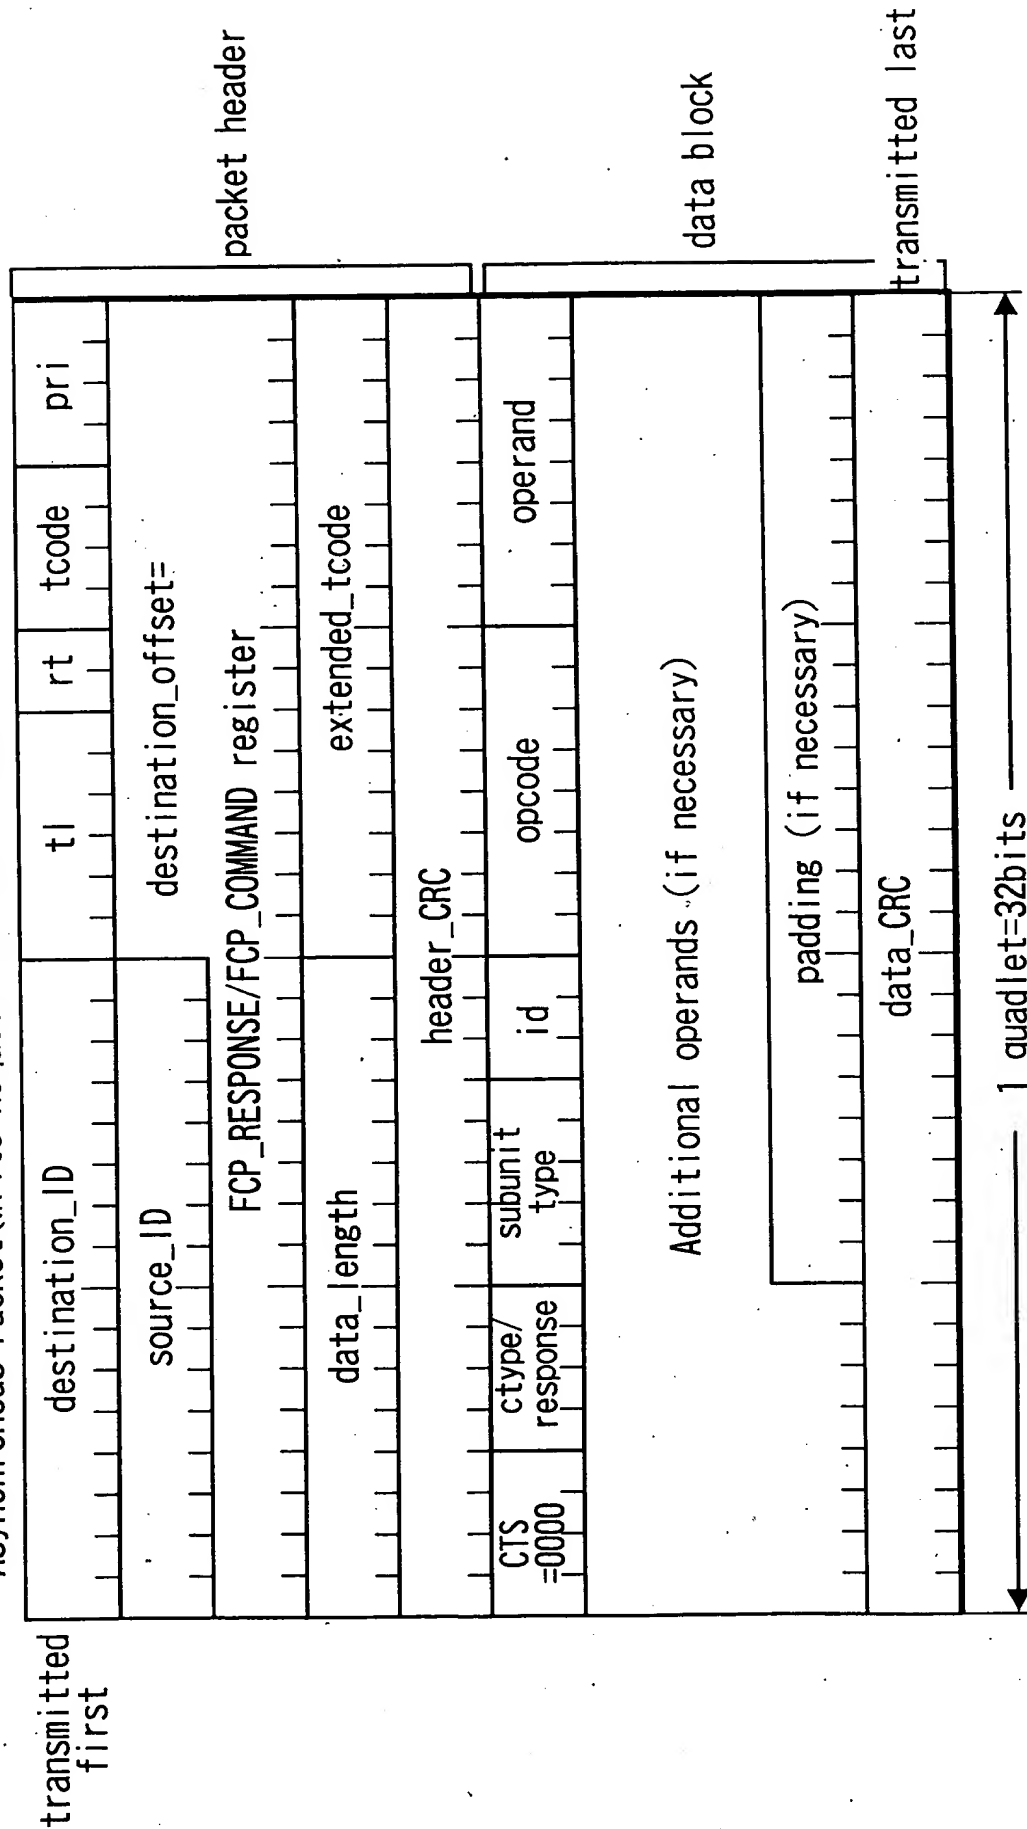 transmitted
first
destination_ID
tl
rt
tcode
pri
source_ID
destination_offset=
FCP_RESPONSE/FCP_COMMAND register
data_length
extended_tcode
header_CRC
packet header
CTS
=0000
ctype/
response
subunit
type
id
opcode
operand
Additional operands (if necessary)
padding (if necessary)
data_CRC
data block
transmitted last
1 quadlet=32bits